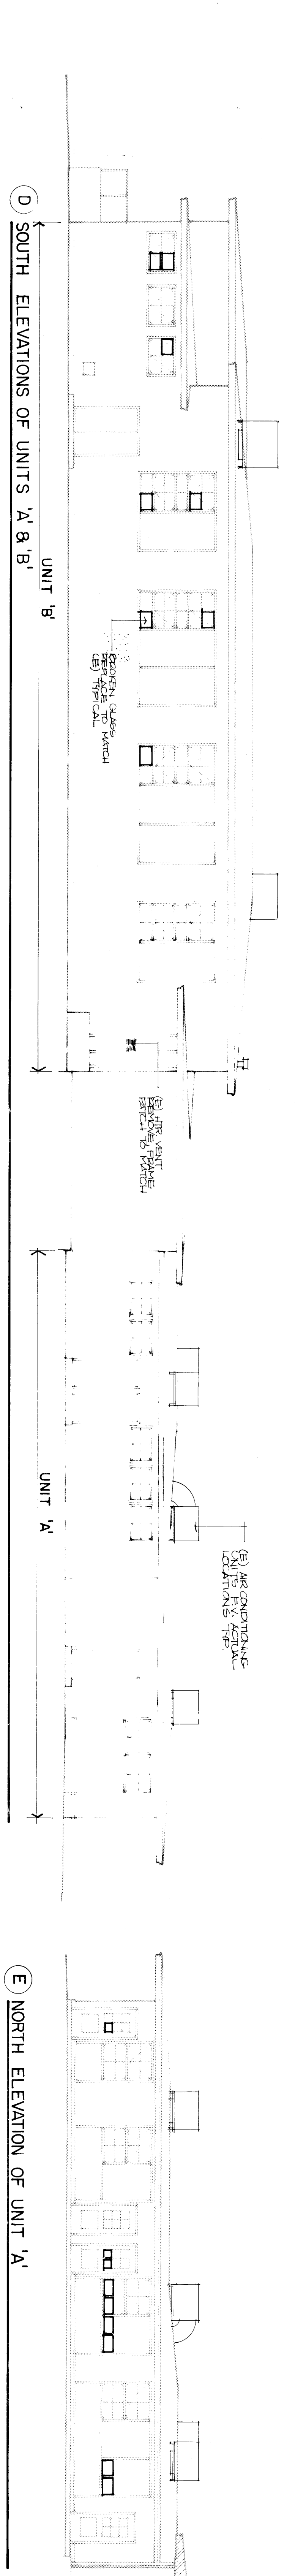 D SOUTH ELEVATIONS OF UNITS 'A' & 'B'
UNIT 'B'
BROKEN GLASS
REPLACE TO MATCH
(E) TYPICAL
(E) HTR VENT
REMOVE, FRAME
PATCH TO MATCH
UNIT 'A'
(E) AIR CONDITIONING
UNITS F.V. ACTUAL
LOCATIONS TYP
E NORTH ELEVATION OF UNIT 'A'